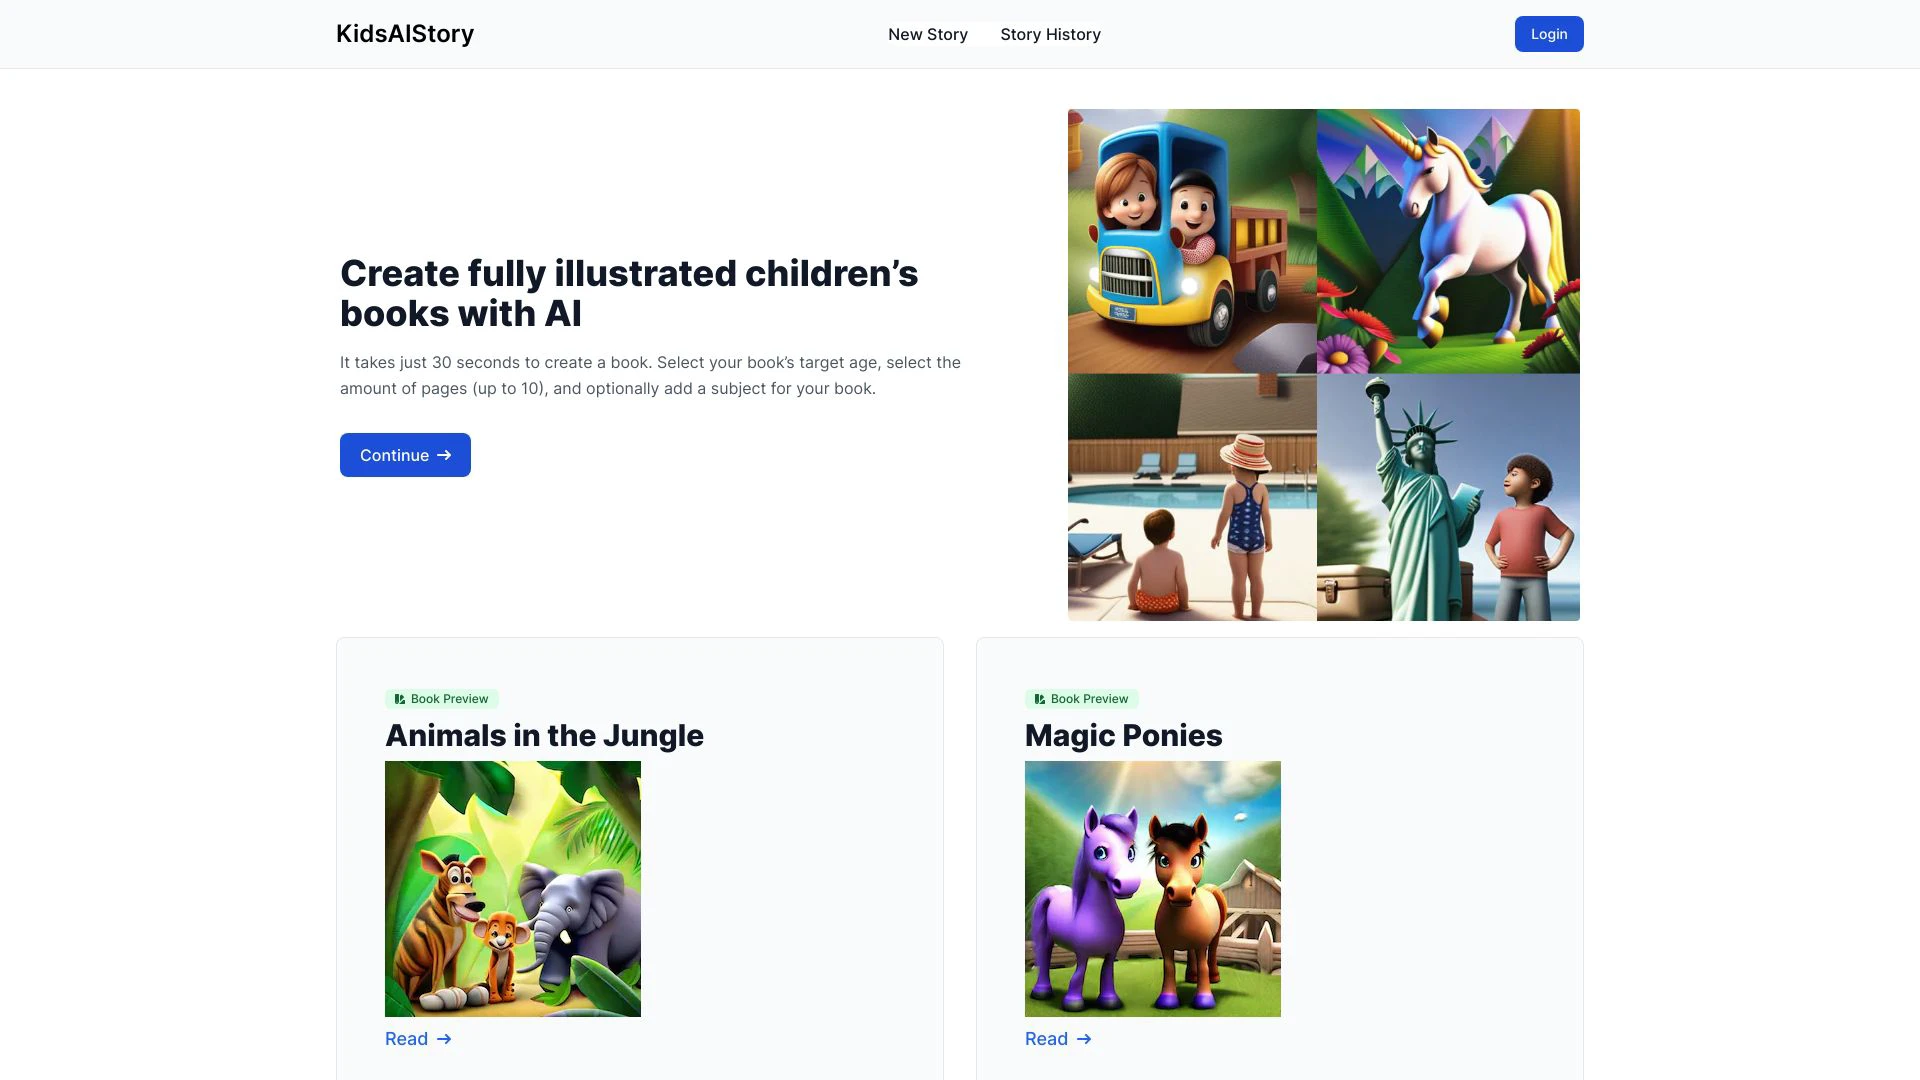 KidsAIStory
New Story
Story History
Login
Create fully illustrated children’s
books with AI
It takes just 30 seconds to create a book. Select your book’s target age, select the
amount of pages (up to 10), and optionally add a subject for your book.
Continue →
Book Preview
Animals in the Jungle
Read →
Book Preview
Magic Ponies
Read →